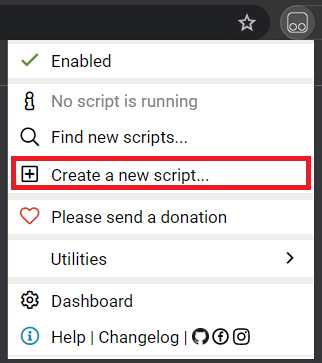 Enabled
No script is running
Find new scripts...
Create a new script...
Please send a donation
Utilities
Dashboard
Help | Changelog |